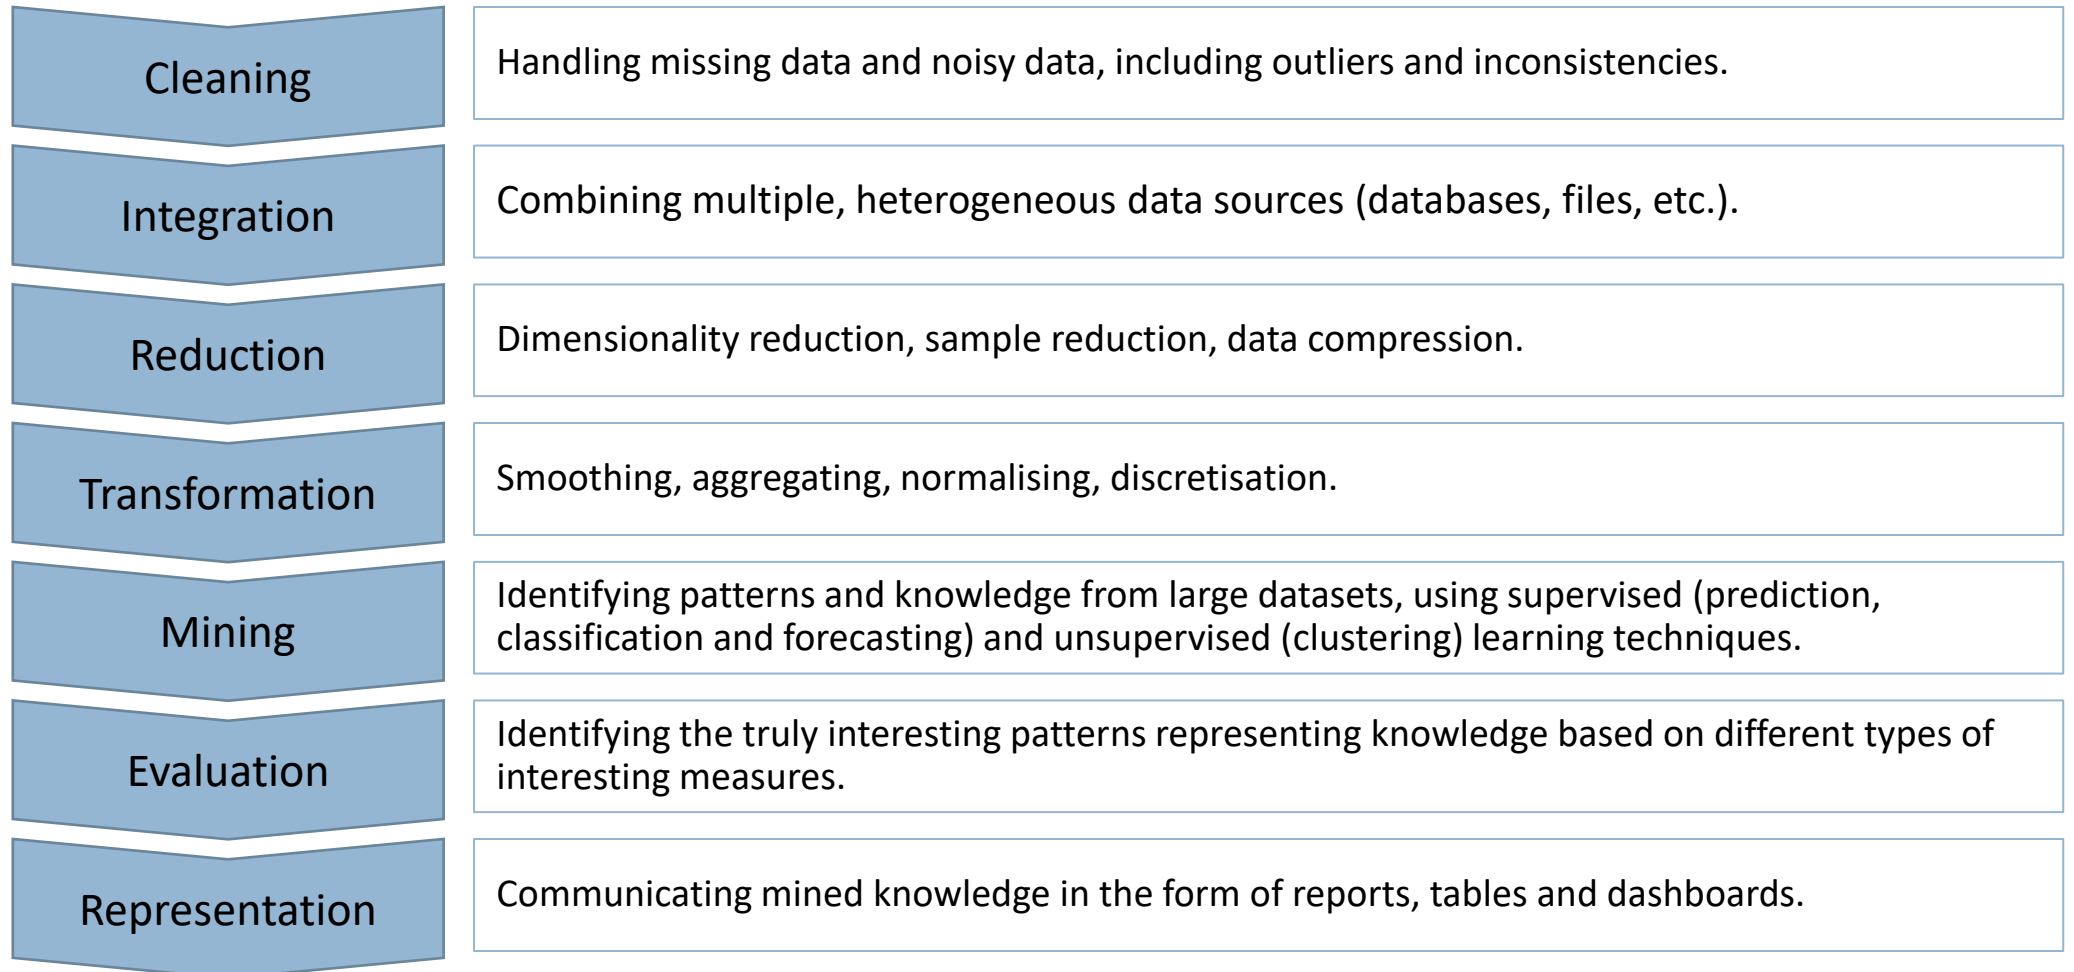 Cleaning
Handling missing data and noisy data, including outliers and inconsistencies.
Integration
Combining multiple, heterogeneous data sources (databases, files, etc.).
Reduction
Dimensionality reduction, sample reduction, data compression.
Transformation
Smoothing, aggregating, normalising, discretisation.
Mining
Identifying patterns and knowledge from large datasets, using supervised (prediction,
classification and forecasting) and unsupervised (clustering) learning techniques.
Evaluation
Identifying the truly interesting patterns representing knowledge based on different types of
interesting measures.
Representation
Communicating mined knowledge in the form of reports, tables and dashboards.